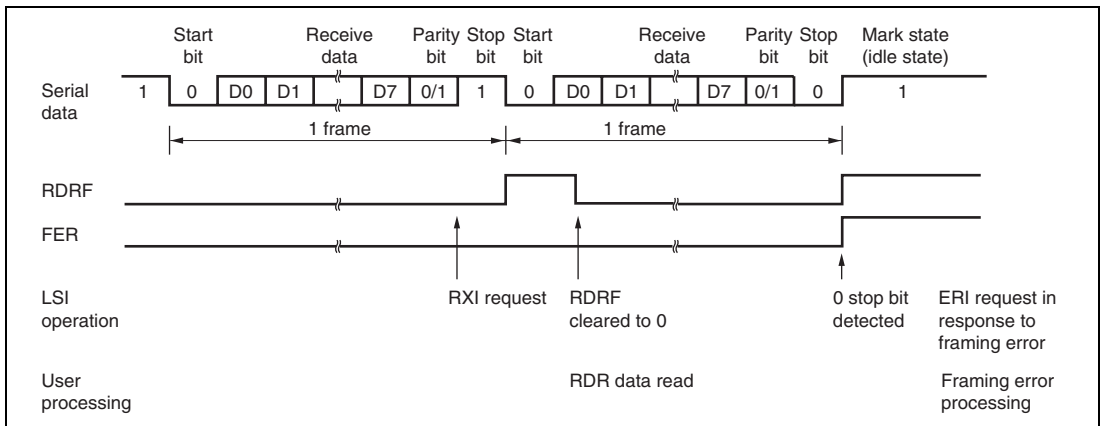 Start bit
Receive data
Parity bit
Stop bit
Start bit
Receive data
Parity bit
Stop bit
Mark state (idle state)
Serial data
1 0 D0 D1 D7 0/1 1 0 D0 D1 D7 0/1 0 1
1 frame
1 frame
RDRF
FER
LSI operation
RXI request
RDRF cleared to 0
0 stop bit detected
ERI request in response to framing error
User processing
RDR data read
Framing error processing